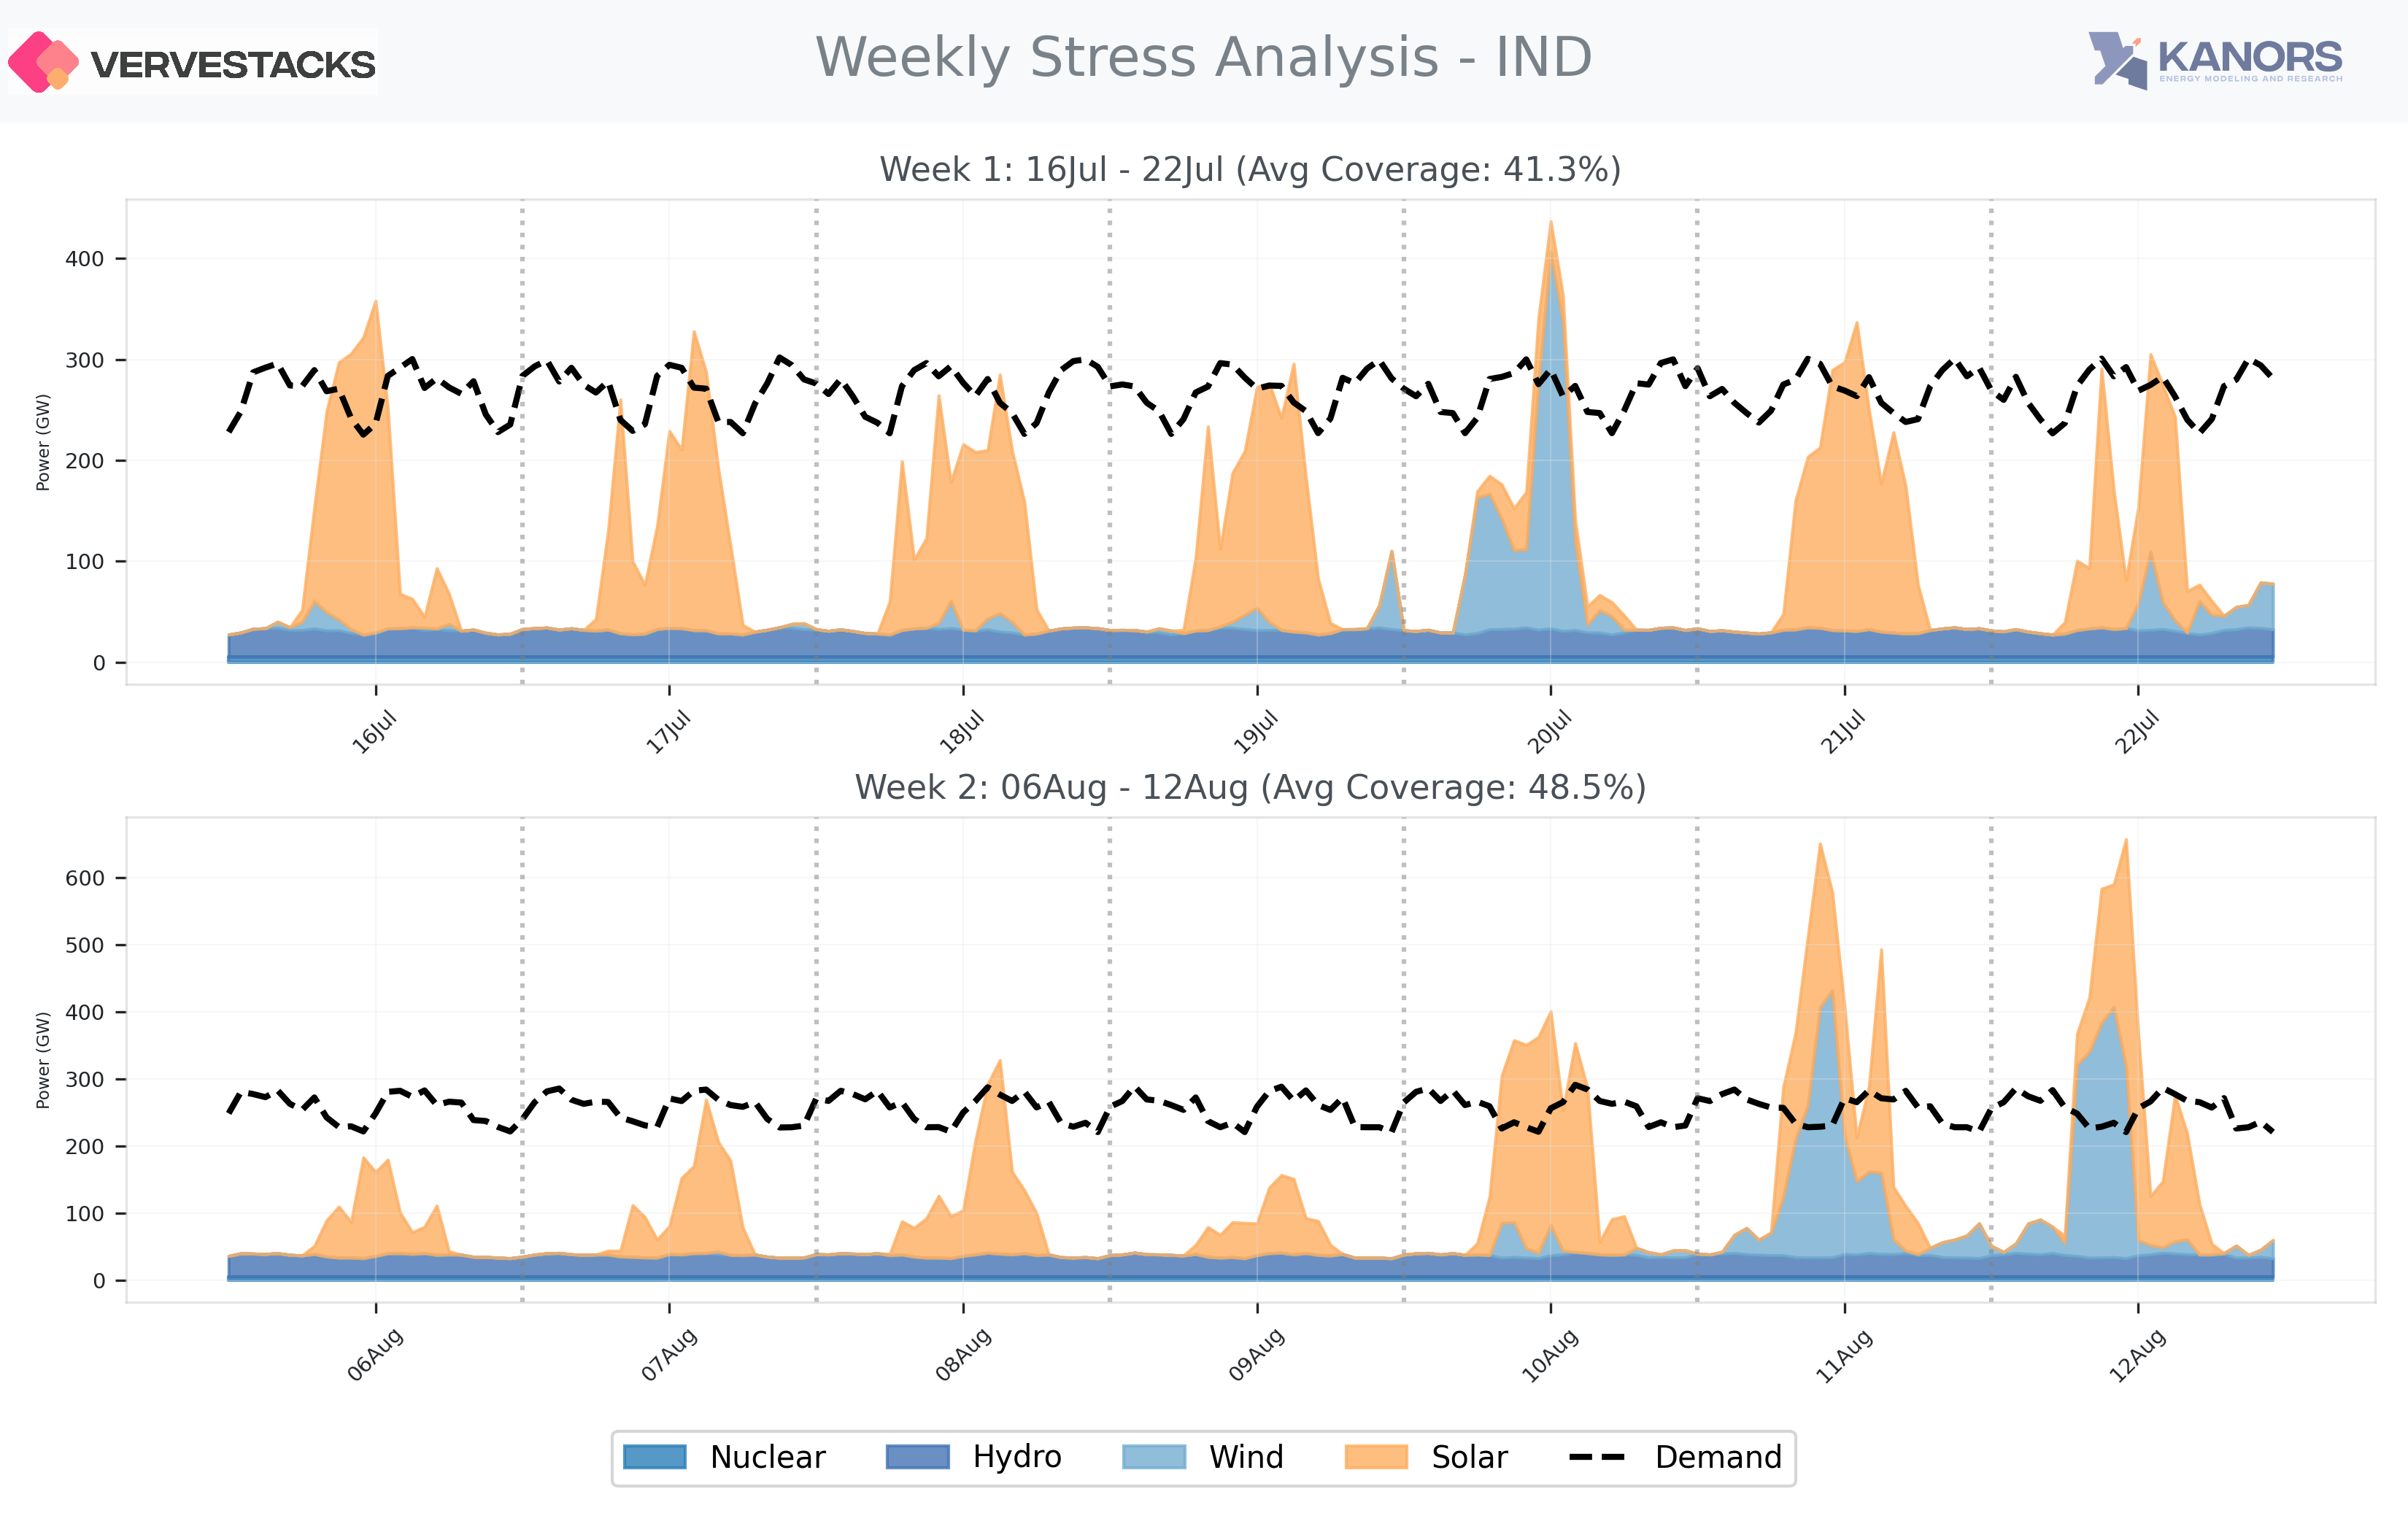 VERVESTACKS
Weekly Stress Analysis - IND
KANORS
ENERGY MODELING AND RESEARCH
Week 1: 16Jul - 22Jul (Avg Coverage: 41.3%)
Power (GW)
400
300
200
100
0
16Jul
17Jul
18Jul
19Jul
20Jul
21Jul
22Jul
Week 2: 06Aug - 12Aug (Avg Coverage: 48.5%)
Power (GW)
600
500
400
300
200
100
0
06Aug
07Aug
08Aug
09Aug
10Aug
11Aug
12Aug
Nuclear Hydro Wind Solar Demand